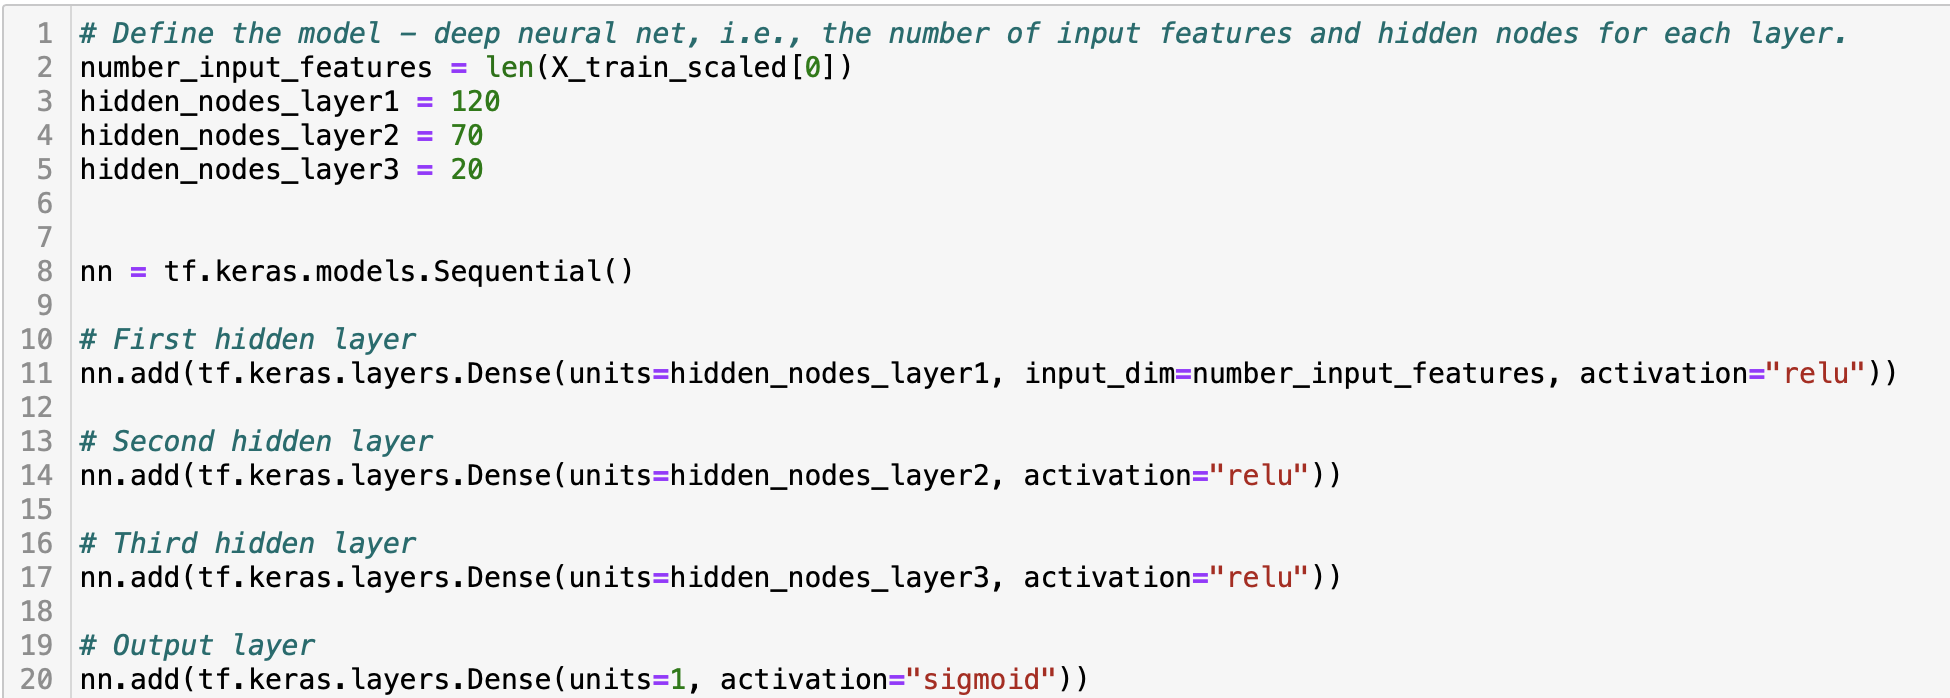 1 # Define the model – deep neural net, i.e., the number of input features and hidden nodes for each layer.
2 number_input_features = len(X_train_scaled[0])
3 hidden_nodes_layer1 = 120
4 hidden_nodes_layer2 = 70
5 hidden_nodes_layer3 = 20
6
7
8 nn = tf.keras.models.Sequential()
9
10 # First hidden layer
11 nn.add(tf.keras.layers.Dense(units=hidden_nodes_layer1, input_dim=number_input_features, activation="relu"))
12
13 # Second hidden layer
14 nn.add(tf.keras.layers.Dense(units=hidden_nodes_layer2, activation="relu"))
15
16 # Third hidden layer
17 nn.add(tf.keras.layers.Dense(units=hidden_nodes_layer3, activation="relu"))
18
19 # Output layer
20 nn.add(tf.keras.layers.Dense(units=1, activation="sigmoid"))